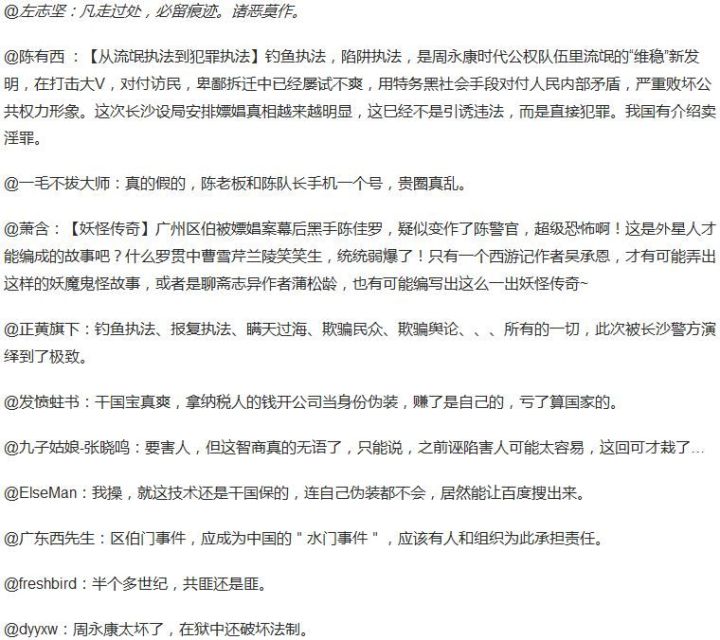 @左志坚：凡走过处，必留痕迹。诸恶莫作。
@陈有西 ：【从流氓执法到犯罪执法】钓鱼执法，陷阱执法，是周永康时代公权队伍里流氓的“维稳”新发
明，在打击大V，对付访民，卑鄙拆迁中已经屡试不爽，用特务黑社会手段对付人民内部矛盾，严重败坏公
共权力形象。这次长沙设局安排嫖娼真相越来越明显，这已经不是引诱违法，而是直接犯罪。我国有介绍卖
淫罪。
@一毛不拔大师：真的假的，陈老板和陈队长手机一个号，贵圈真乱。
@萧含：【妖怪传奇】广州区伯被嫖娼案幕后黑手陈佳罗，疑似变作了陈警官，超级恐怖啊！这是外星人才
能编成的故事吧？什么罗贯中曹雪芹兰陵笑笑生，统统弱爆了！只有一个西游记作者吴承恩，才有可能弄出
这样的妖魔鬼怪故事，或者是聊斋志异作者蒲松龄，也有可能编写出这么一出妖怪传奇~
@正黄旗下：钓鱼执法、报复执法、瞒天过海、欺骗民众、欺骗舆论、、、所有的一切，此次被长沙警方演
绎到了极致。
@发愤蛀书：干国宝真爽，拿纳税人的钱开公司当身份伪装，赚了是自己的，亏了算国家的。
@九子姑娘-张晓鸣：要害人，但这智商真的无语了，只能说，之前诬陷害人可能太容易，这回可才栽了...
@ElseMan：我操，就这技术还是干国保的，连自己伪装都不会，居然能让百度搜出来。
@广东西先生：区伯门事件，应成为中国的＂水门事件＂，应该有人和组织为此承担责任。
@freshbird：半个多世纪，共匪还是匪。
@dyyxw：周永康太坏了，在狱中还破坏法制。